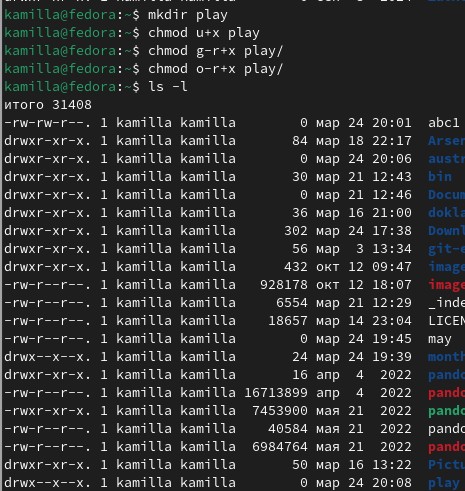 kamilla@fedora:~$ mkdir play
kamilla@fedora:~$ chmod u+x play
kamilla@fedora:~$ chmod g-r+x play/
kamilla@fedora:~$ chmod o-r+x play/
kamilla@fedora:~$ ls -l
итого 31408
-rw-rw-r--. 1 kamilla kamilla 0 мар 24 20:01 abc1
drwxr-xr-x. 1 kamilla kamilla 84 мар 18 22:17 Arsen
drwxr-xr-x. 1 kamilla kamilla 0 мар 24 20:06 austr
drwxr-xr-x. 1 kamilla kamilla 30 мар 21 12:43 bin
drwxr-xr-x. 1 kamilla kamilla 0 мар 21 12:46 Docum
drwxr-xr-x. 1 kamilla kamilla 36 мар 16 21:00 dokla
drwxr-xr-x. 1 kamilla kamilla 302 мар 24 17:38 Downl
drwxr-xr-x. 1 kamilla kamilla 56 мар 3 13:34 git-e
drwxr-xr-x. 1 kamilla kamilla 432 окт 12 09:47 image
-rw-r--r--. 1 kamilla kamilla 928178 окт 12 18:07 image
-rw-r--r--. 1 kamilla kamilla 6554 мар 21 12:29 _inde
-rw-r--r--. 1 kamilla kamilla 18657 мар 14 23:04 LICEN
-rw-r--r--. 1 kamilla kamilla 0 мар 24 19:45 may
drwx--x--x. 1 kamilla kamilla 24 мар 24 19:39 month
drwxr-xr-x. 1 kamilla kamilla 16 апр 4 2022 pando
-rw-r--r--. 1 kamilla kamilla 16713899 апр 4 2022 pando
-rw-r--r--. 1 kamilla kamilla 7453900 мая 21 2022 pando
-rw-r--r--. 1 kamilla kamilla 40584 мая 21 2022 pando
-rw-r--r--. 1 kamilla kamilla 6984764 мая 21 2022 pando
drwxr-xr-x. 1 kamilla kamilla 50 мар 16 13:22 Pictu
drwx--x--x. 1 kamilla kamilla 0 мар 24 20:08 play